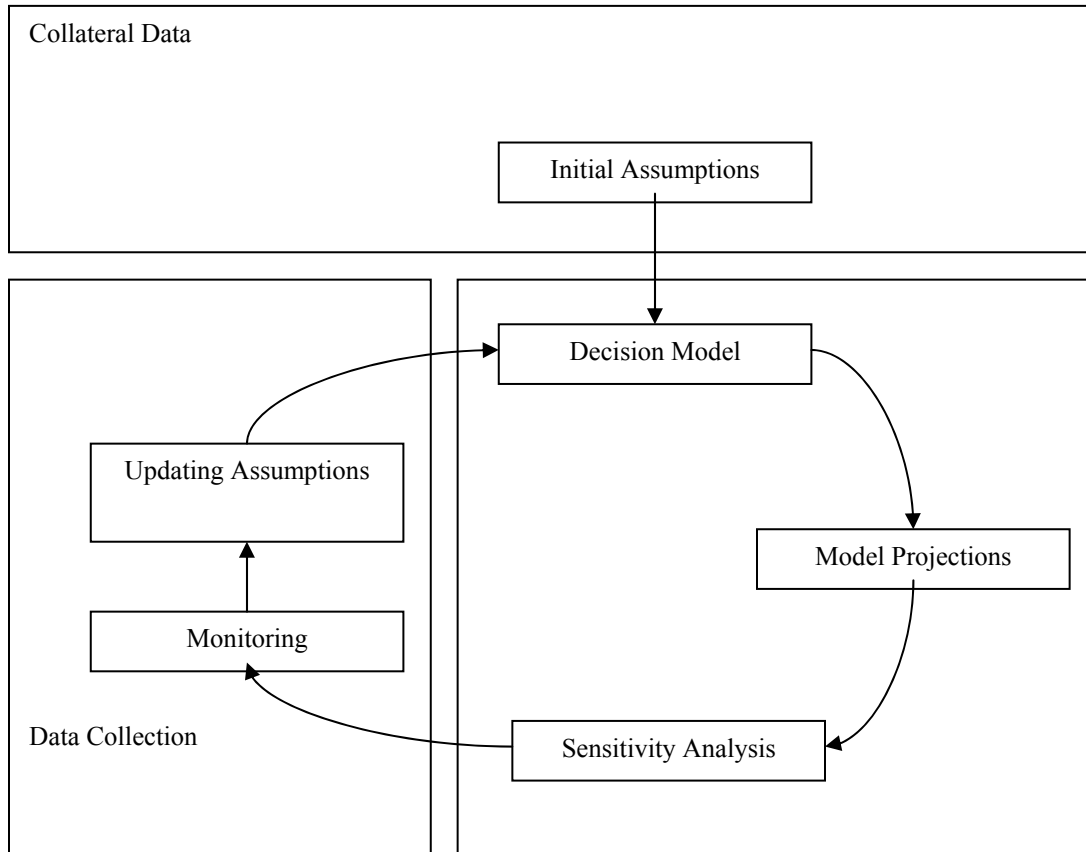 Collateral Data
Initial Assumptions
Decision Model
Updating Assumptions
Model Projections
Monitoring
Data Collection
Sensitivity Analysis